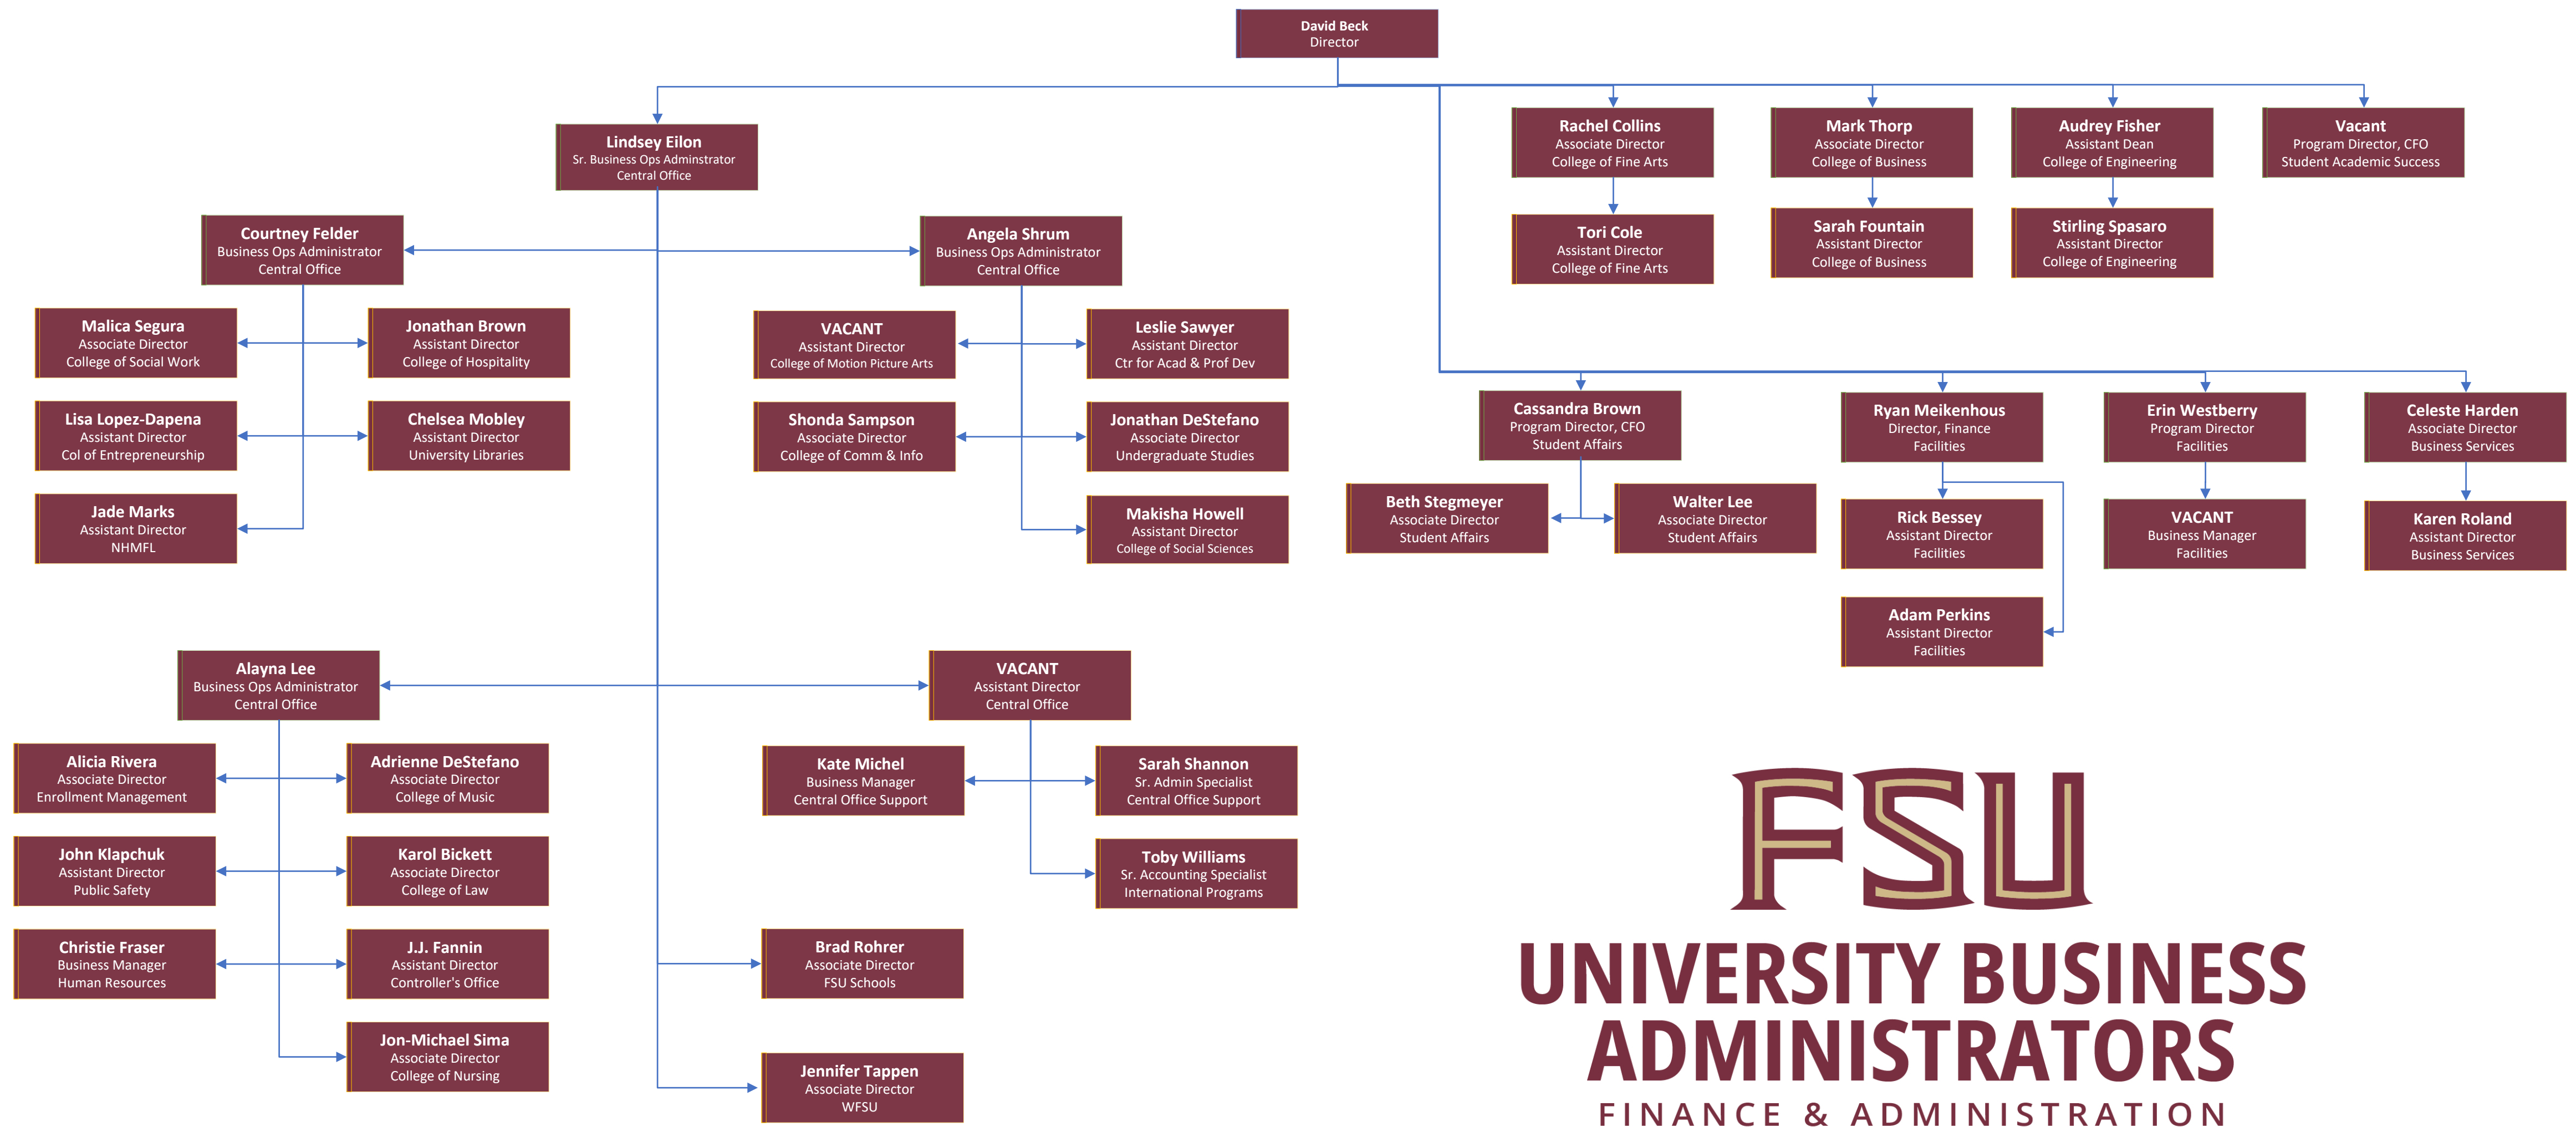 David Beck
Director
Lindsey Eilon
Sr. Business Ops Adminstrator
Central Office
Rachel Collins
Associate Director
College of Fine Arts
Mark Thorp
Associate Director
College of Business
Audrey Fisher
Assistant Dean
College of Engineering
Vacant
Program Director, CFO
Student Academic Success
Tori Cole
Assistant Director
College of Fine Arts
Sarah Fountain
Assistant Director
College of Business
Stirling Spasaro
Assistant Director
College of Engineering
Courtney Felder
Business Ops Administrator
Central Office
Angela Shrum
Business Ops Administrator
Central Office
Malica Segura
Associate Director
College of Social Work
Jonathan Brown
Assistant Director
College of Hospitality
Lisa Lopez-Dapena
Assistant Director
Col of Entrepreneurship
Chelsea Mobley
Assistant Director
University Libraries
Jade Marks
Assistant Director
NHMFL
VACANT
Assistant Director
College of Motion Picture Arts
Leslie Sawyer
Assistant Director
Ctr for Acad & Prof Dev
Shonda Sampson
Associate Director
College of Comm & Info
Jonathan DeStefano
Associate Director
Undergraduate Studies
Makisha Howell
Assistant Director
College of Social Sciences
Cassandra Brown
Program Director, CFO
Student Affairs
Ryan Meikenhous
Director, Finance
Facilities
Erin Westberry
Program Director
Facilities
Celeste Harden
Associate Director
Business Services
Beth Stegmeyer
Associate Director
Student Affairs
Walter Lee
Associate Director
Student Affairs
Rick Bessey
Assistant Director
Facilities
VACANT
Business Manager
Facilities
Karen Roland
Assistant Director
Business Services
Adam Perkins
Assistant Director
Facilities
Alayna Lee
Business Ops Administrator
Central Office
VACANT
Assistant Director
Central Office
Alicia Rivera
Associate Director
Enrollment Management
Adrienne DeStefano
Associate Director
College of Music
John Klapchuk
Assistant Director
Public Safety
Karol Bickett
Associate Director
College of Law
Christie Fraser
Business Manager
Human Resources
J.J. Fannin
Assistant Director
Controller's Office
Jon-Michael Sima
Associate Director
College of Nursing
Kate Michel
Business Manager
Central Office Support
Sarah Shannon
Sr. Admin Specialist
Central Office Support
Toby Williams
Sr. Accounting Specialist
International Programs
Brad Rohrer
Associate Director
FSU Schools
Jennifer Tappen
Associate Director
WFSU
FSU
UNIVERSITY BUSINESS
ADMINISTRATORS
FINANCE & ADMINISTRATION